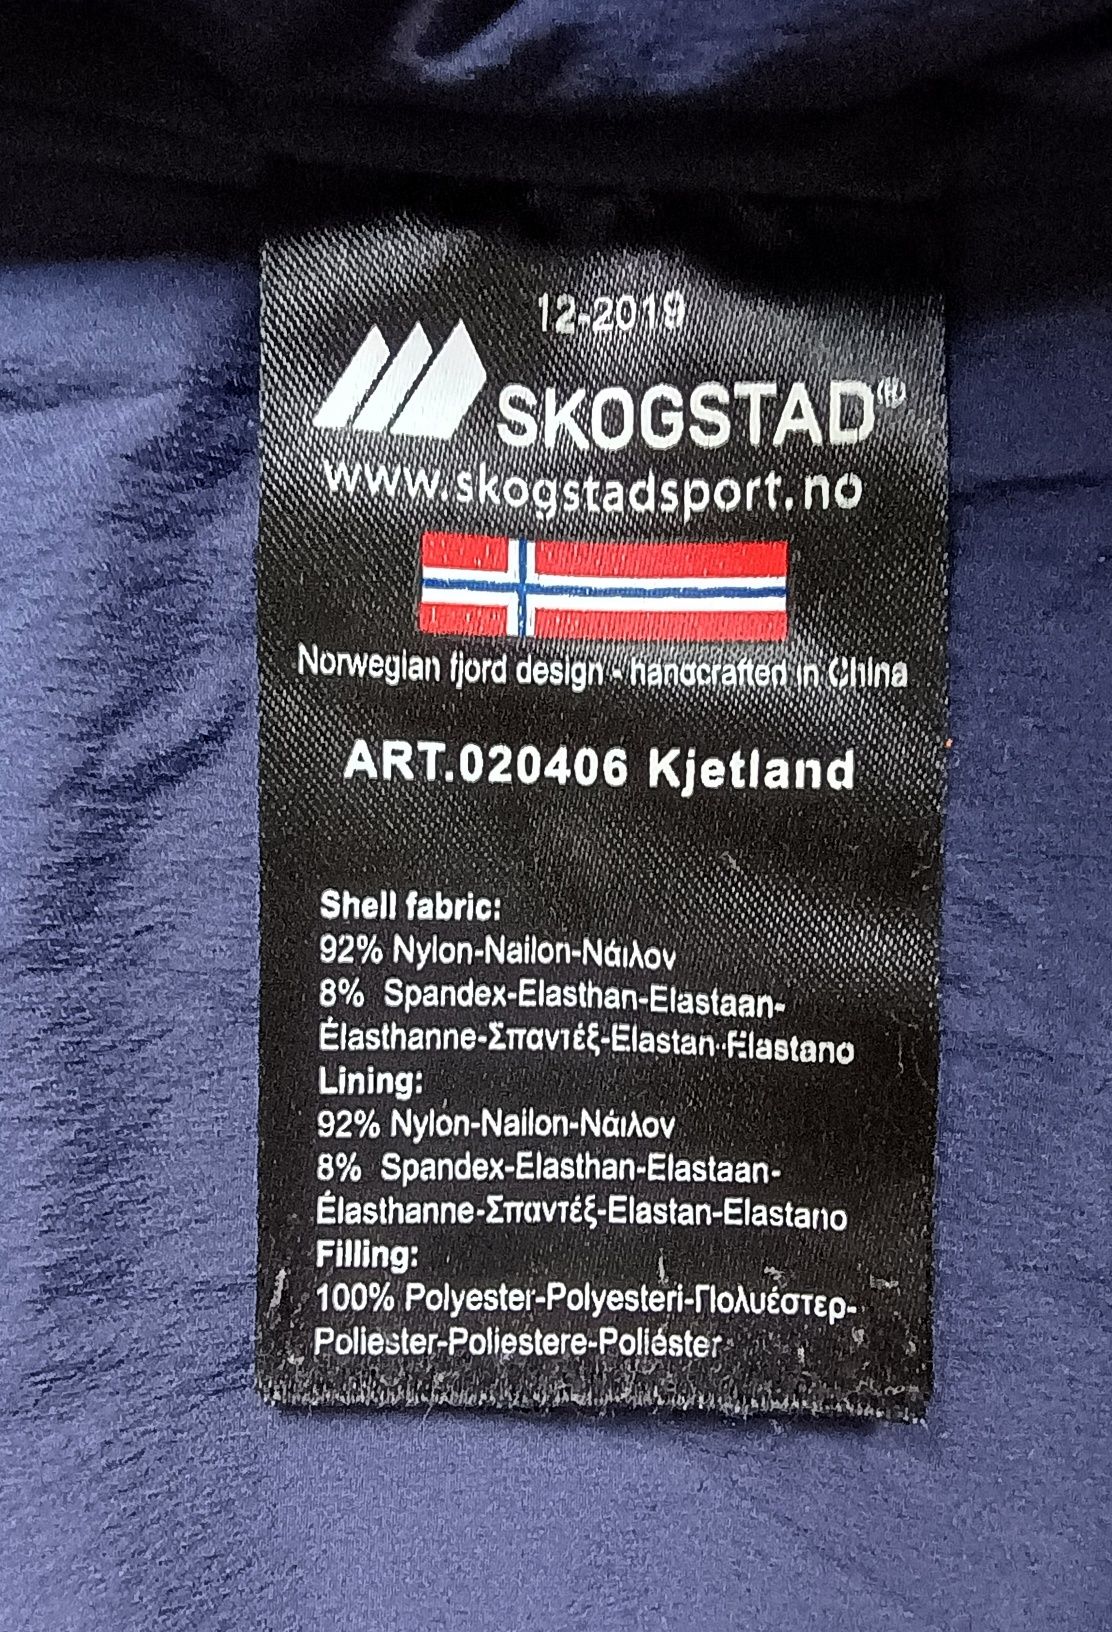 12-2019
SKOGSTAD®
www.skogstadsport.no
Norwegian fjord design - handcrafted in China
ART.020406 Kjetland
Shell fabric:
92% Nylon-Nailon-Νάιλον
8% Spandex-Elasthan-Elastaan-
Élasthanne-Σπαντέξ-Elastan-Elastano
Lining:
92% Nylon-Nailon-Νάιλον
8% Spandex-Elasthan-Elastaan-
Élasthanne-Σπαντέξ-Elastan-Elastano
Filling:
100% Polyester-Polyesteri-Πολυέστερ-
Poliester-Poliestere-Poliéster